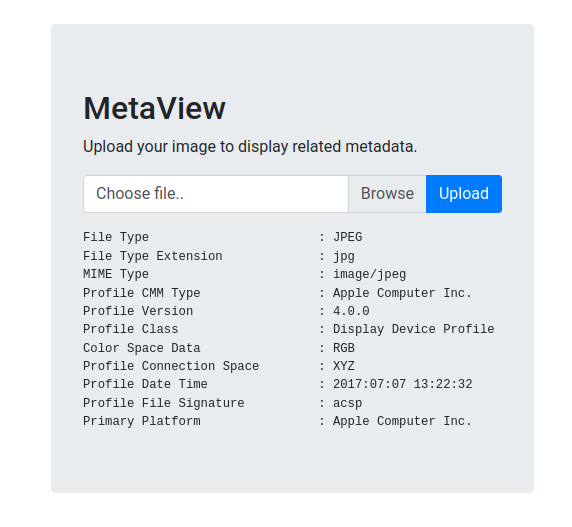 MetaView
Upload your image to display related metadata.
Choose file.. Browse Upload
File Type : JPEG
File Type Extension : jpg
MIME Type : image/jpeg
Profile CMM Type : Apple Computer Inc.
Profile Version : 4.0.0
Profile Class : Display Device Profile
Color Space Data : RGB
Profile Connection Space : XYZ
Profile Date Time : 2017:07:07 13:22:32
Profile File Signature : acsp
Primary Platform : Apple Computer Inc.